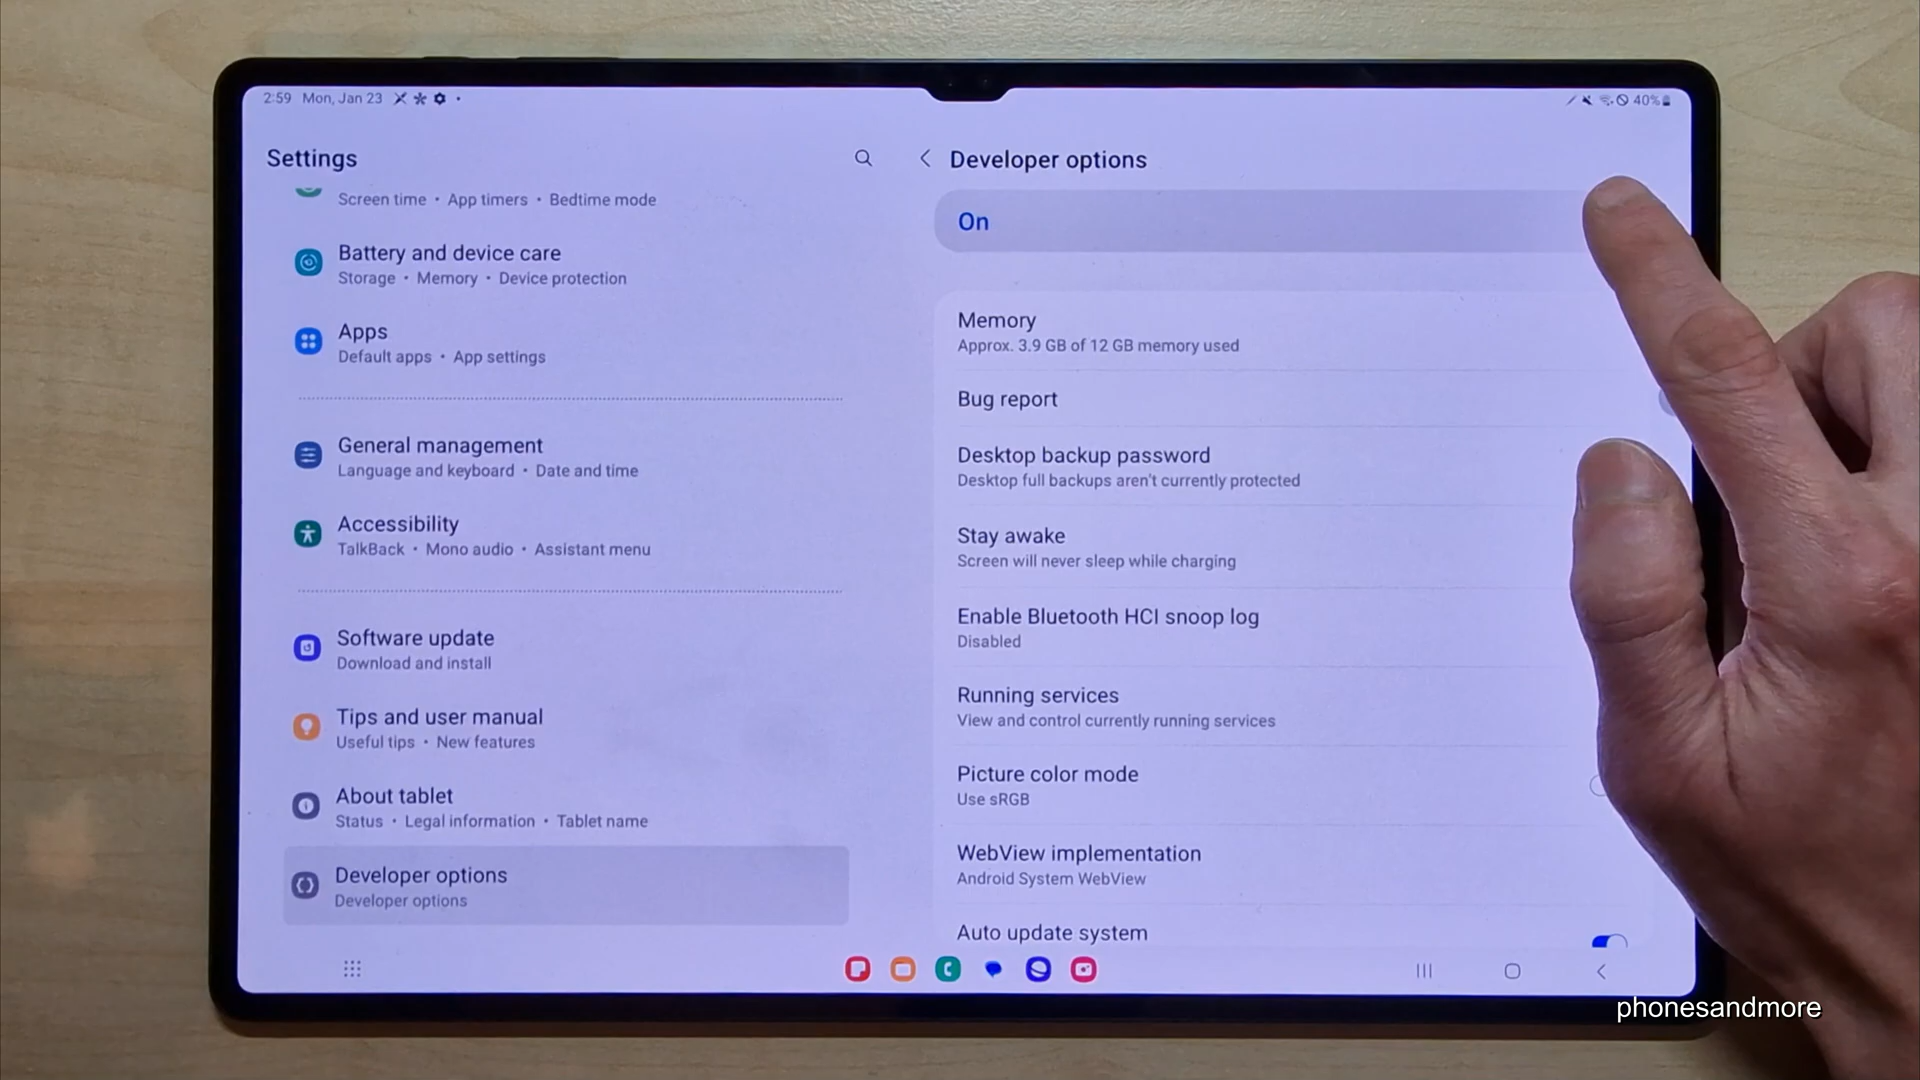 2:59 Mon, Jan 23
40%
Settings
Screen time • App timers • Bedtime mode
Battery and device care
Storage • Memory • Device protection
Apps
Default apps • App settings
General management
Language and keyboard • Date and time
Accessibility
TalkBack • Mono audio • Assistant menu
Software update
Download and install
Tips and user manual
Useful tips • New features
About tablet
Status • Legal information • Tablet name
Developer options
Developer options
Developer options
On
Memory
Approx. 3.9 GB of 12 GB memory used
Bug report
Desktop backup password
Desktop full backups aren't currently protected
Stay awake
Screen will never sleep while charging
Enable Bluetooth HCI snoop log
Disabled
Running services
View and control currently running services
Picture color mode
Use sRGB
WebView implementation
Android System WebView
Auto update system
phonesandmore